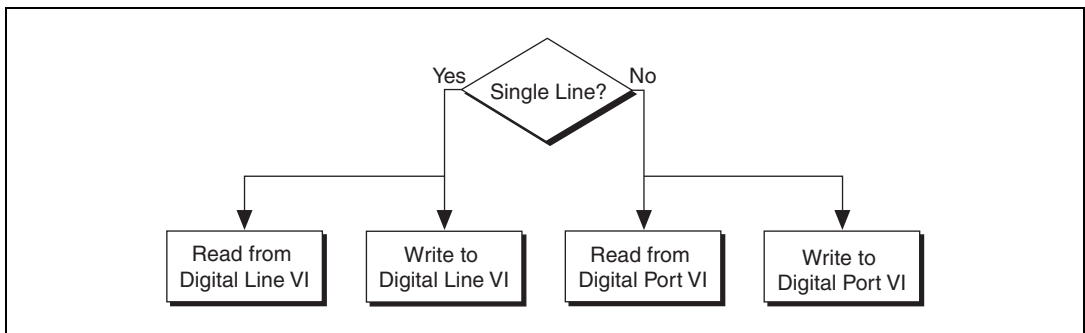 Yes
No
Single Line?
Read from
Digital Line VI
Write to
Digital Line VI
Read from
Digital Port VI
Write to
Digital Port VI